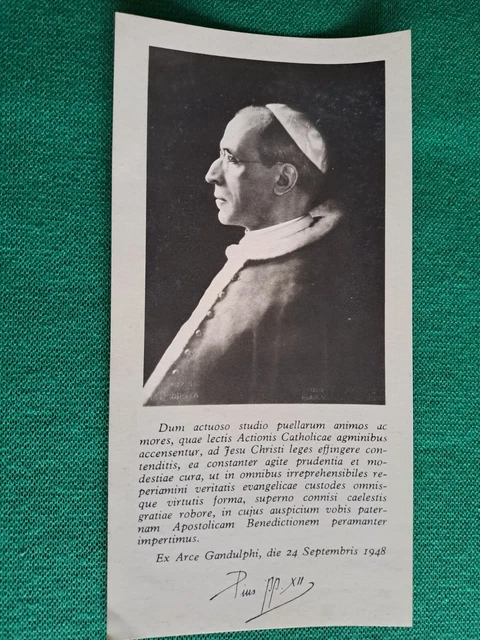 Dum actuoso studio puellarum animos ac
mores, quae lectis Actionis Catholicae agminibus
accensentur, ad Jesu Christi leges effingere con-
tenditis, ea constanter agite prudentia et mo-
destiae cura, ut in omnibus irreprehensibiles re-
periamini veritatis evangelicae custodes omnis-
que virtutis forma, superno connisi caelestis
gratiae robore, in cujus auspicium vobis pater-
nam Apostolicam Benedictionem peramanter
impertimus.
Ex Arce Gandulphi, die 24 Septembris 1948
Pius PP. XII